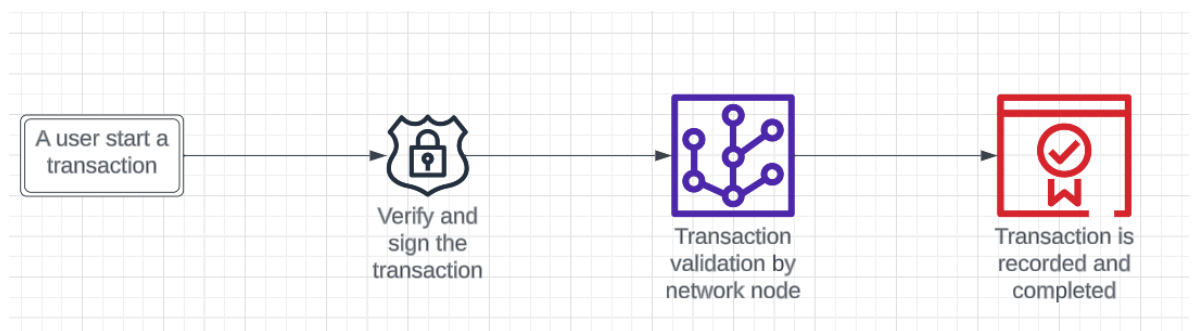 A user start a
transaction
Verify and
sign the
transaction
Transaction
validation by
network node
Transaction is
recorded and
completed